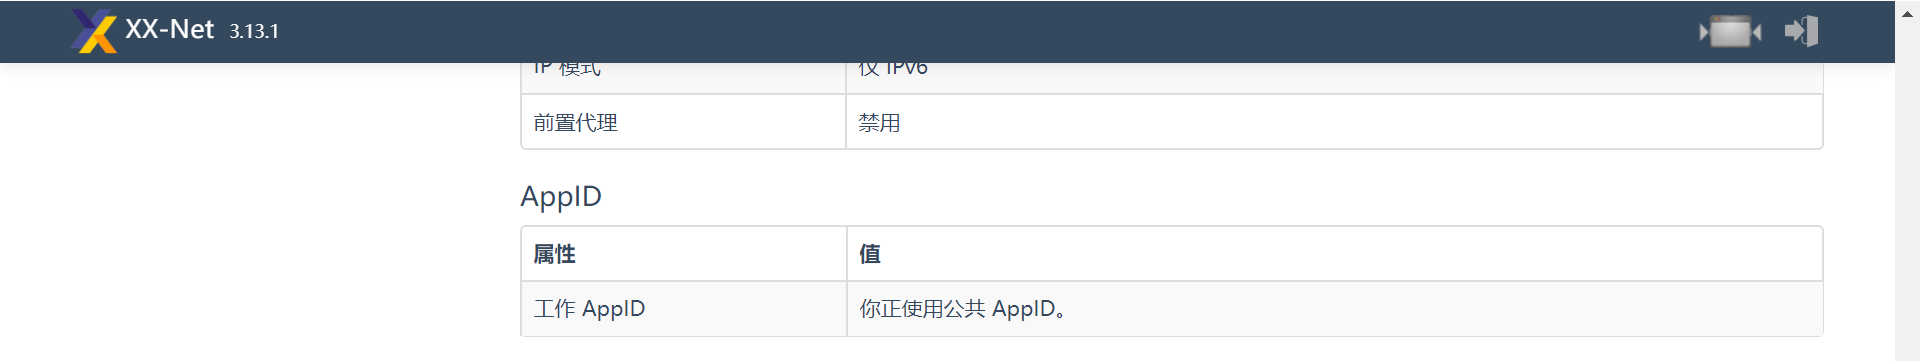 XX-Net 3.13.1
IP 模式 仅 IPv6
前置代理 禁用
AppID
属性 值
工作 AppID 你正使用公共 AppID。